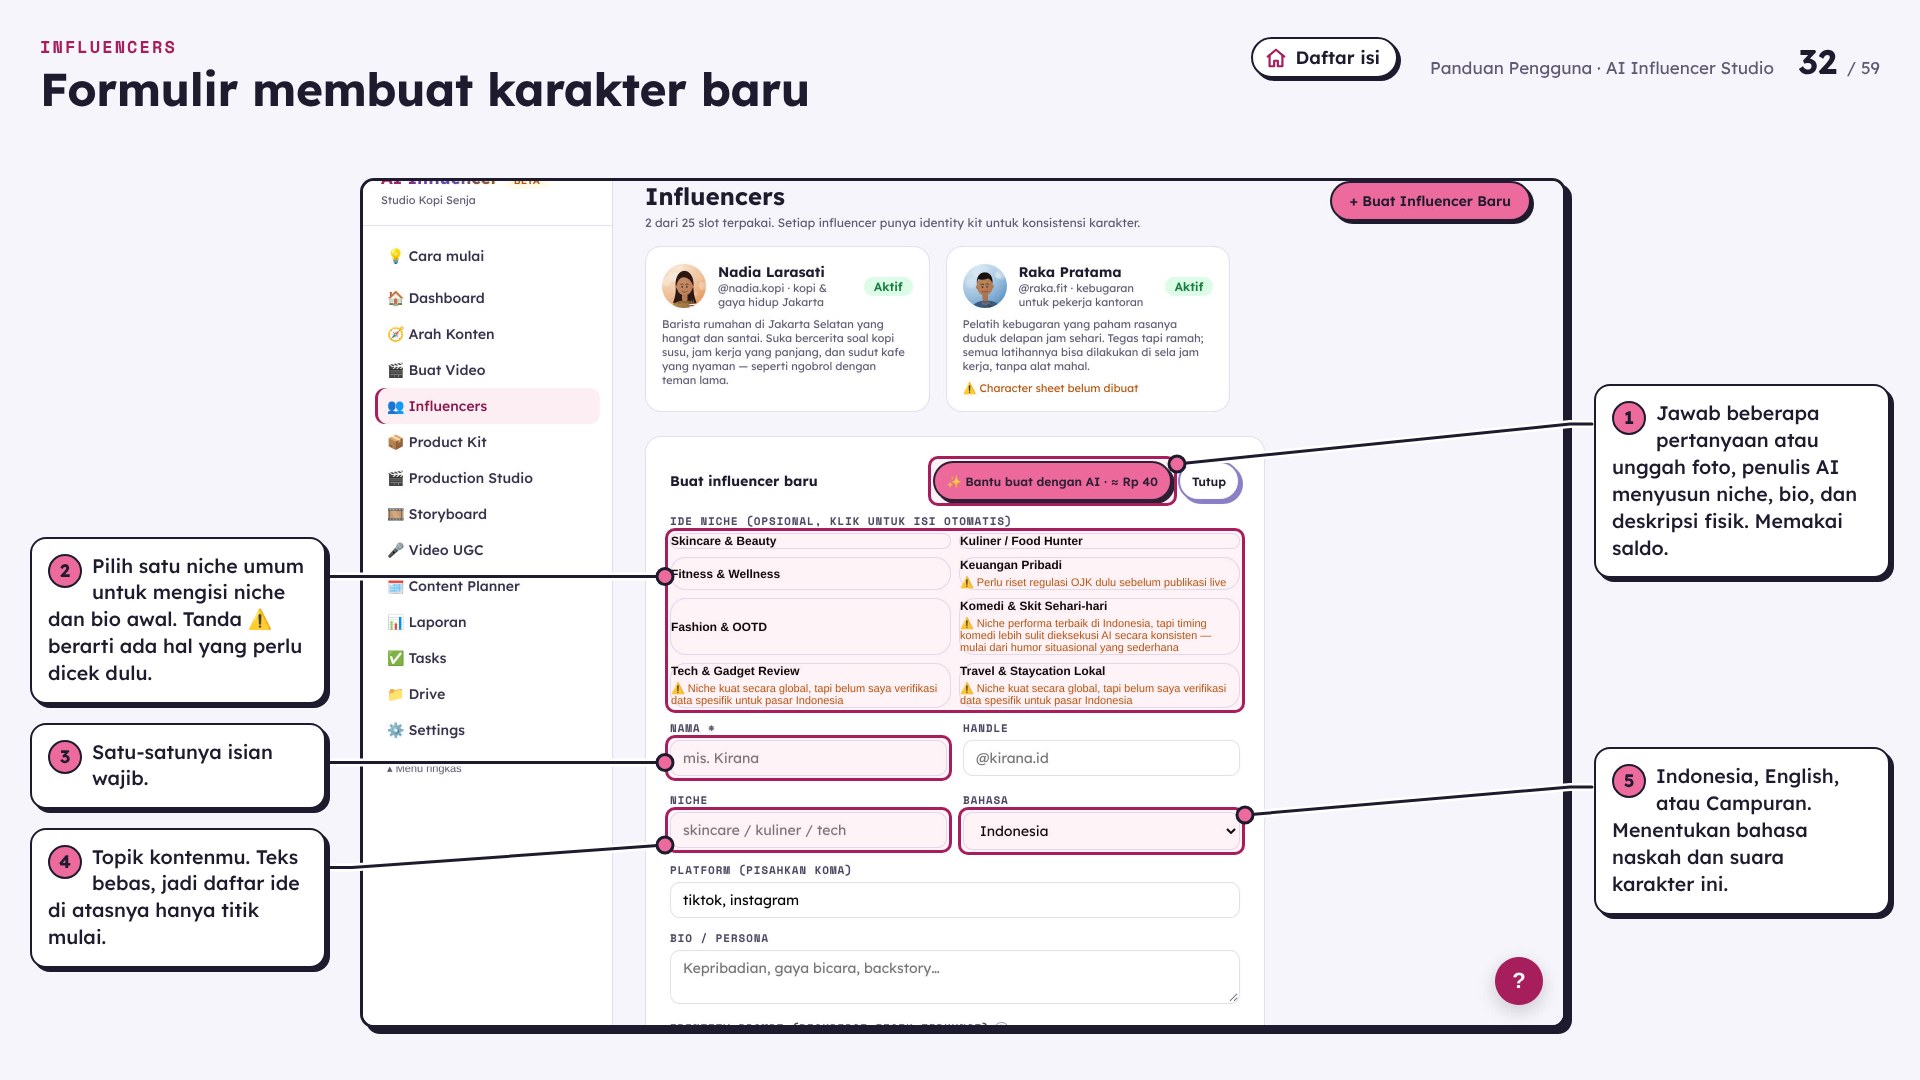 INFLUENCERS
Formulir membuat karakter baru
Daftar isi
Panduan Pengguna · AI Influencer Studio
32 / 59
AI Influencer BETA
Studio Kopi Senja
💡 Cara mulai
🏠 Dashboard
🧭 Arah Konten
🎬 Buat Video
👥 Influencers
📦 Product Kit
🎬 Production Studio
🎞️ Storyboard
🎤 Video UGC
🗓️ Content Planner
📊 Laporan
✅ Tasks
📁 Drive
⚙️ Settings
▴ Menu ringkas
Influencers
2 dari 25 slot terpakai. Setiap influencer punya identity kit untuk konsistensi karakter.
+ Buat Influencer Baru
Nadia Larasati
@nadia.kopi · kopi &
gaya hidup Jakarta
Aktif
Barista rumahan di Jakarta Selatan yang
hangat dan santai. Suka bercerita soal kopi
susu, jam kerja yang panjang, dan sudut kafe
yang nyaman — seperti ngobrol dengan
teman lama.
Raka Pratama
@raka.fit · kebugaran
untuk pekerja kantoran
Aktif
Pelatih kebugaran yang paham rasanya
duduk delapan jam sehari. Tegas tapi ramah;
semua latihannya bisa dilakukan di sela jam
kerja, tanpa alat mahal.
⚠️ Character sheet belum dibuat
Buat influencer baru
✨ Bantu buat dengan AI · ≈ Rp 40
Tutup
IDE NICHE (OPSIONAL, KLIK UNTUK ISI OTOMATIS)
Skincare & Beauty
Kuliner / Food Hunter
Fitness & Wellness
Keuangan Pribadi
⚠️ Perlu riset regulasi OJK dulu sebelum publikasi live
Fashion & OOTD
Komedi & Skit Sehari-hari
⚠️ Niche performa terbaik di Indonesia, tapi timing
komedi lebih sulit dieksekusi AI secara konsisten —
mulai dari humor situasional yang sederhana
Tech & Gadget Review
⚠️ Niche kuat secara global, tapi belum saya verifikasi
data spesifik untuk pasar Indonesia
Travel & Staycation Lokal
⚠️ Niche kuat secara global, tapi belum saya verifikasi
data spesifik untuk pasar Indonesia
NAMA *
mis. Kirana
HANDLE
@kirana.id
NICHE
skincare / kuliner / tech
BAHASA
Indonesia
PLATFORM (PISAHKAN KOMA)
tiktok, instagram
BIO / PERSONA
Kepribadian, gaya bicara, backstory…
?
1 Jawab beberapa
pertanyaan atau
unggah foto, penulis AI
menyusun niche, bio, dan
deskripsi fisik. Memakai
saldo.
2 Pilih satu niche umum
untuk mengisi niche
dan bio awal. Tanda ⚠️
berarti ada hal yang perlu
dicek dulu.
3 Satu-satunya isian
wajib.
4 Topik kontenmu. Teks
bebas, jadi daftar ide
di atasnya hanya titik
mulai.
5 Indonesia, English,
atau Campuran.
Menentukan bahasa
naskah dan suara
karakter ini.